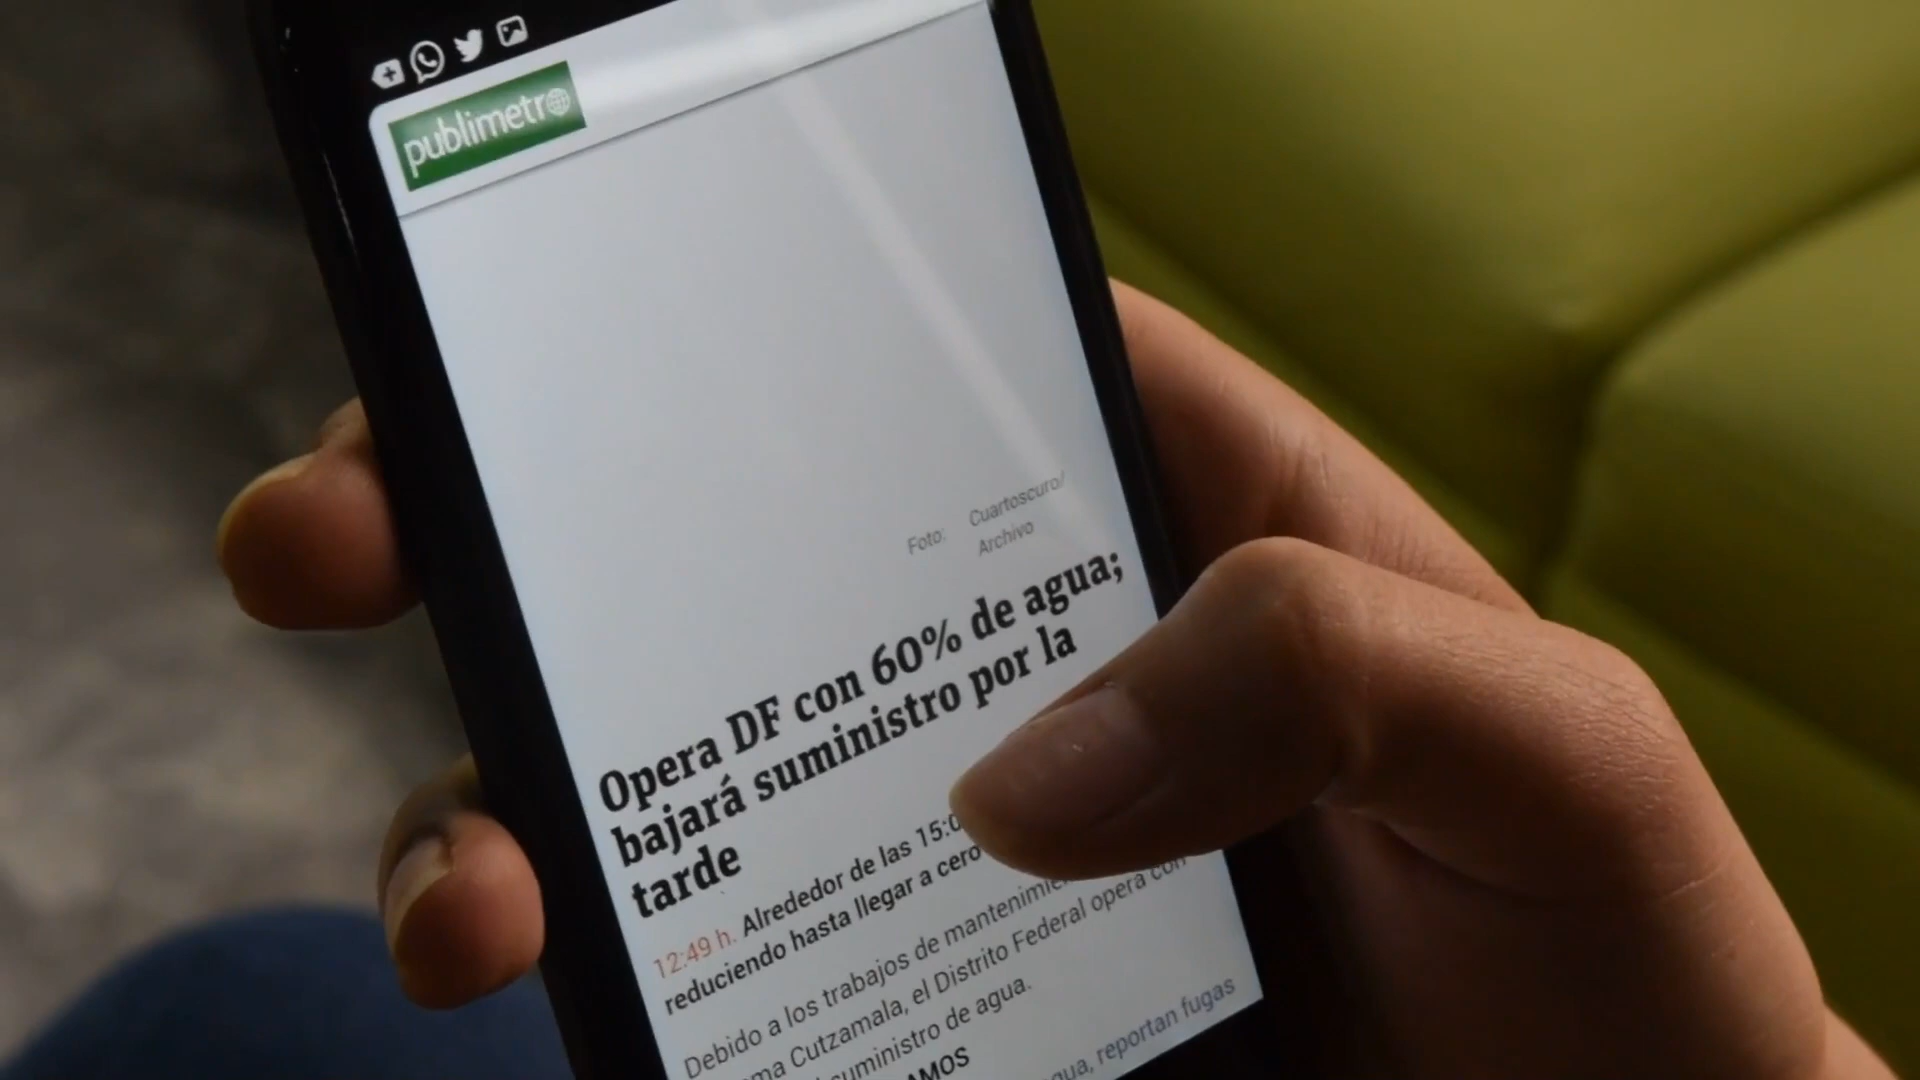 publimetro
Foto: Cuartoscuro/
Archivo
Opera DF con 60% de agua;
bajará suministro por la
tarde
12:49 h. Alrededor de las 15:0
reduciendo hasta llegar a cero
Debido a los trabajos de mantenimie
ma Cutzamala, el Distrito Federal opera con
suministro de agua.
AMOS
gua, reportan fugas